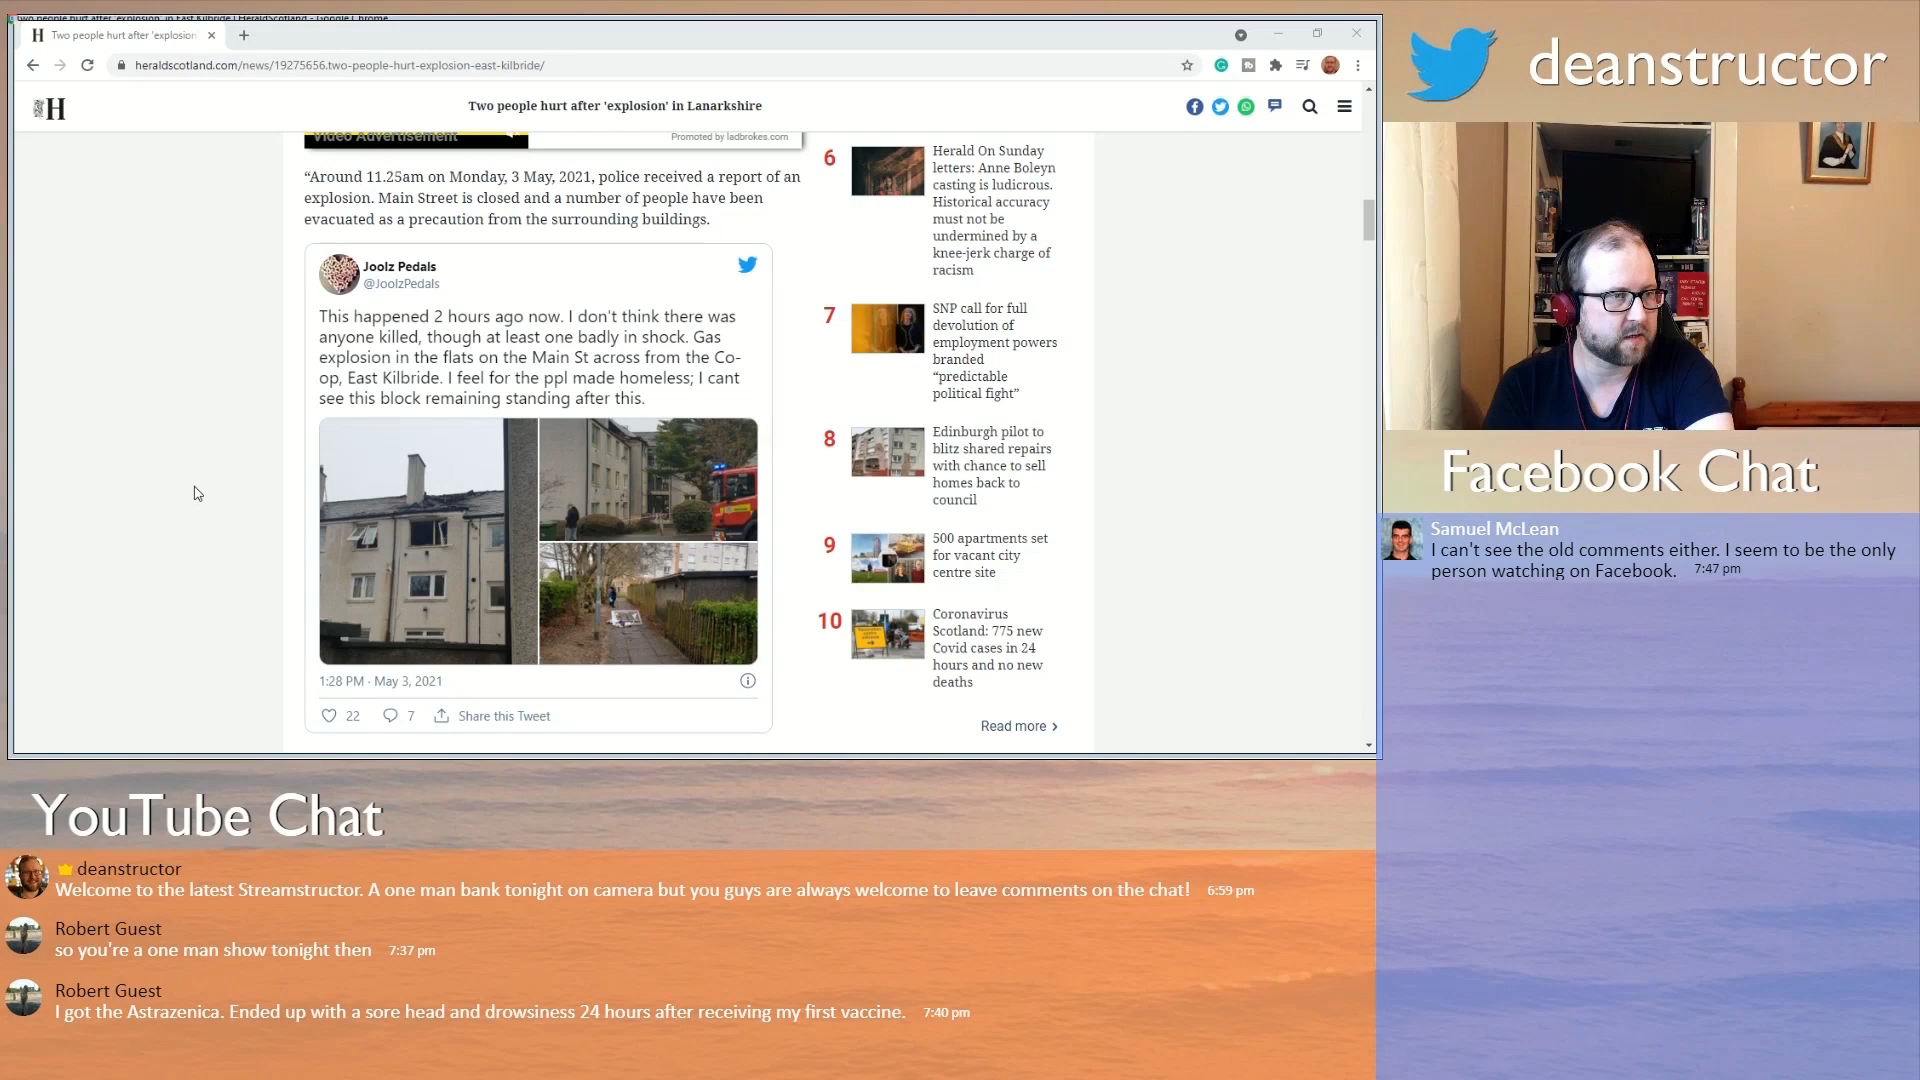 two people hurt after 'explosion' in East Kilbride | HeraldScotland - Google Chrome
Two people hurt after 'explosion
heraldscotland.com/news/19275656.two-people-hurt-explosion-east-kilbride/
H
Two people hurt after 'explosion' in Lanarkshire
Video Advertisement
Promoted by ladbrokes.com
“Around 11.25am on Monday, 3 May, 2021, police received a report of an
explosion. Main Street is closed and a number of people have been
evacuated as a precaution from the surrounding buildings.
Joolz Pedals
@JoolzPedals
This happened 2 hours ago now. I don't think there was
anyone killed, though at least one badly in shock. Gas
explosion in the flats on the Main St across from the Co-
op, East Kilbride. I feel for the ppl made homeless; I cant
see this block remaining standing after this.
1:28 PM · May 3, 2021
22 7 Share this Tweet
6
Herald On Sunday
letters: Anne Boleyn
casting is ludicrous.
Historical accuracy
must not be
undermined by a
knee-jerk charge of
racism
7
SNP call for full
devolution of
employment powers
branded
“predictable
political fight”
8
Edinburgh pilot to
blitz shared repairs
with chance to sell
homes back to
council
9
500 apartments set
for vacant city
centre site
10
Coronavirus
Scotland: 775 new
Covid cases in 24
hours and no new
deaths
Read more >
deanstructor
Facebook Chat
Samuel McLean
I can't see the old comments either. I seem to be the only
person watching on Facebook. 7:47 pm
YouTube Chat
deanstructor
Welcome to the latest Streamstructor. A one man bank tonight on camera but you guys are always welcome to leave comments on the chat! 6:59 pm
Robert Guest
so you're a one man show tonight then 7:37 pm
Robert Guest
I got the Astrazenica. Ended up with a sore head and drowsiness 24 hours after receiving my first vaccine. 7:40 pm